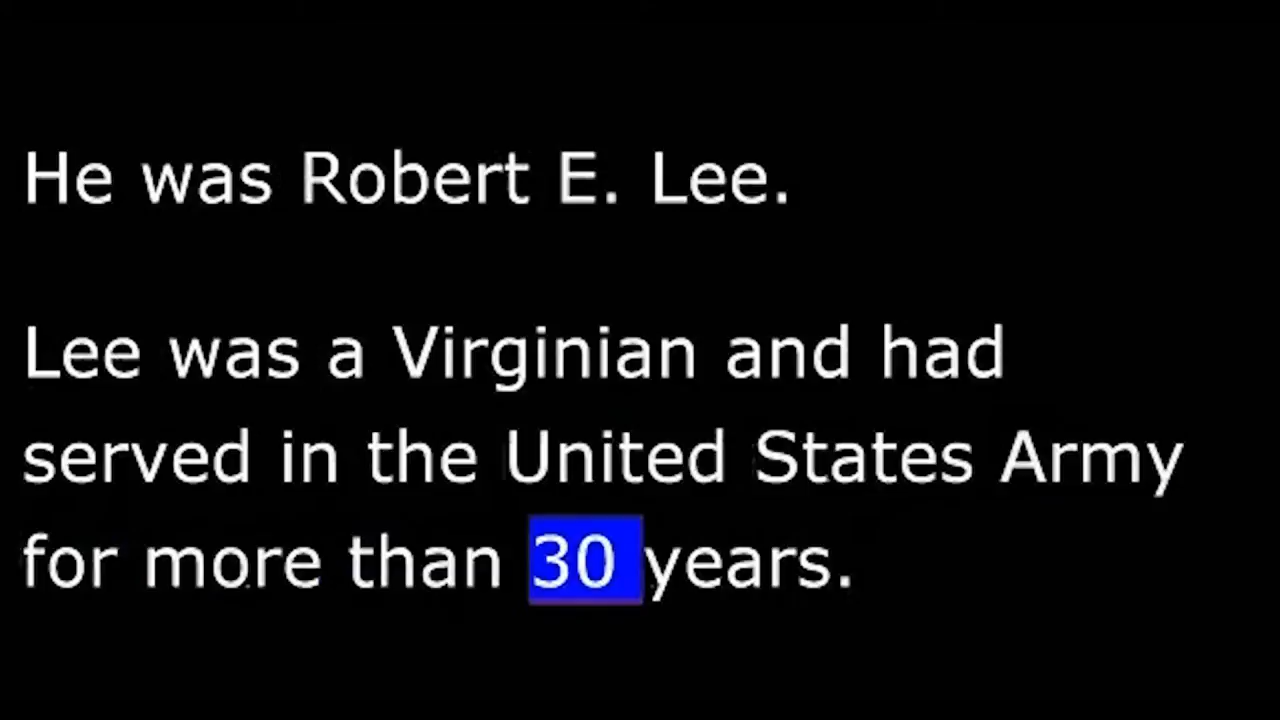 He was Robert E. Lee.
Lee was a Virginian and had
served in the United States Army
for more than 30 years.